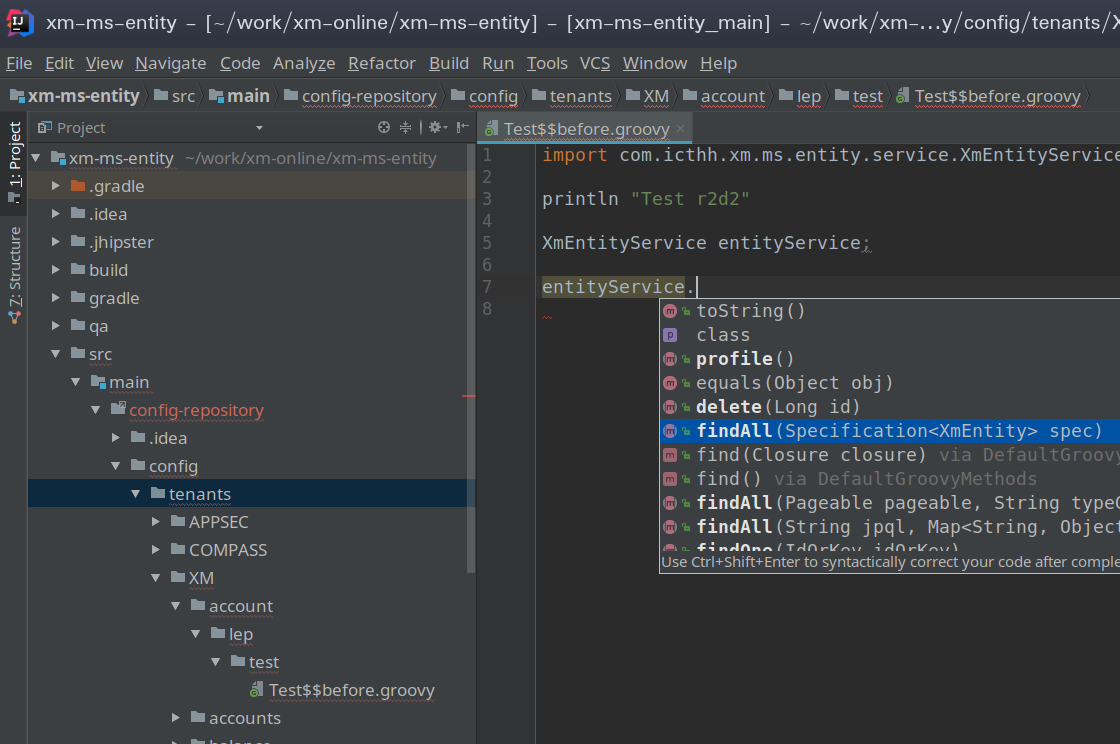 xm-ms-entity – [~/work/xm-online/xm-ms-entity] – [xm-ms-entity_main] – ~/work/xm-...y/config/tenants/X
File Edit View Navigate Code Analyze Refactor Build Run Tools VCS Window Help
xm-ms-entity src main config-repository config tenants XM account lep test Test$$before.groovy
Project
Test$$before.groovy
1: Project
7: Structure
xm-ms-entity ~/work/xm-online/xm-ms-entity
.gradle
.idea
.jhipster
build
gradle
qa
src
main
config-repository
.idea
config
tenants
APPSEC
COMPASS
XM
account
lep
test
Test$$before.groovy
accounts
1 import com.icthh.xm.ms.entity.service.XmEntityService
2
3 println "Test r2d2"
4
5 XmEntityService entityService;
6
7 entityService.
8
m toString()
p class
m profile()
m equals(Object obj)
m delete(Long id)
m findAll(Specification<XmEntity> spec)
m find(Closure closure) via DefaultGroovy
m find() via DefaultGroovyMethods
m findAll(Pageable pageable, String type
m findAll(String jpql, Map<String, Object
m findOne(IdOrKey idOrKey)
Use Ctrl+Shift+Enter to syntactically correct your code after comple